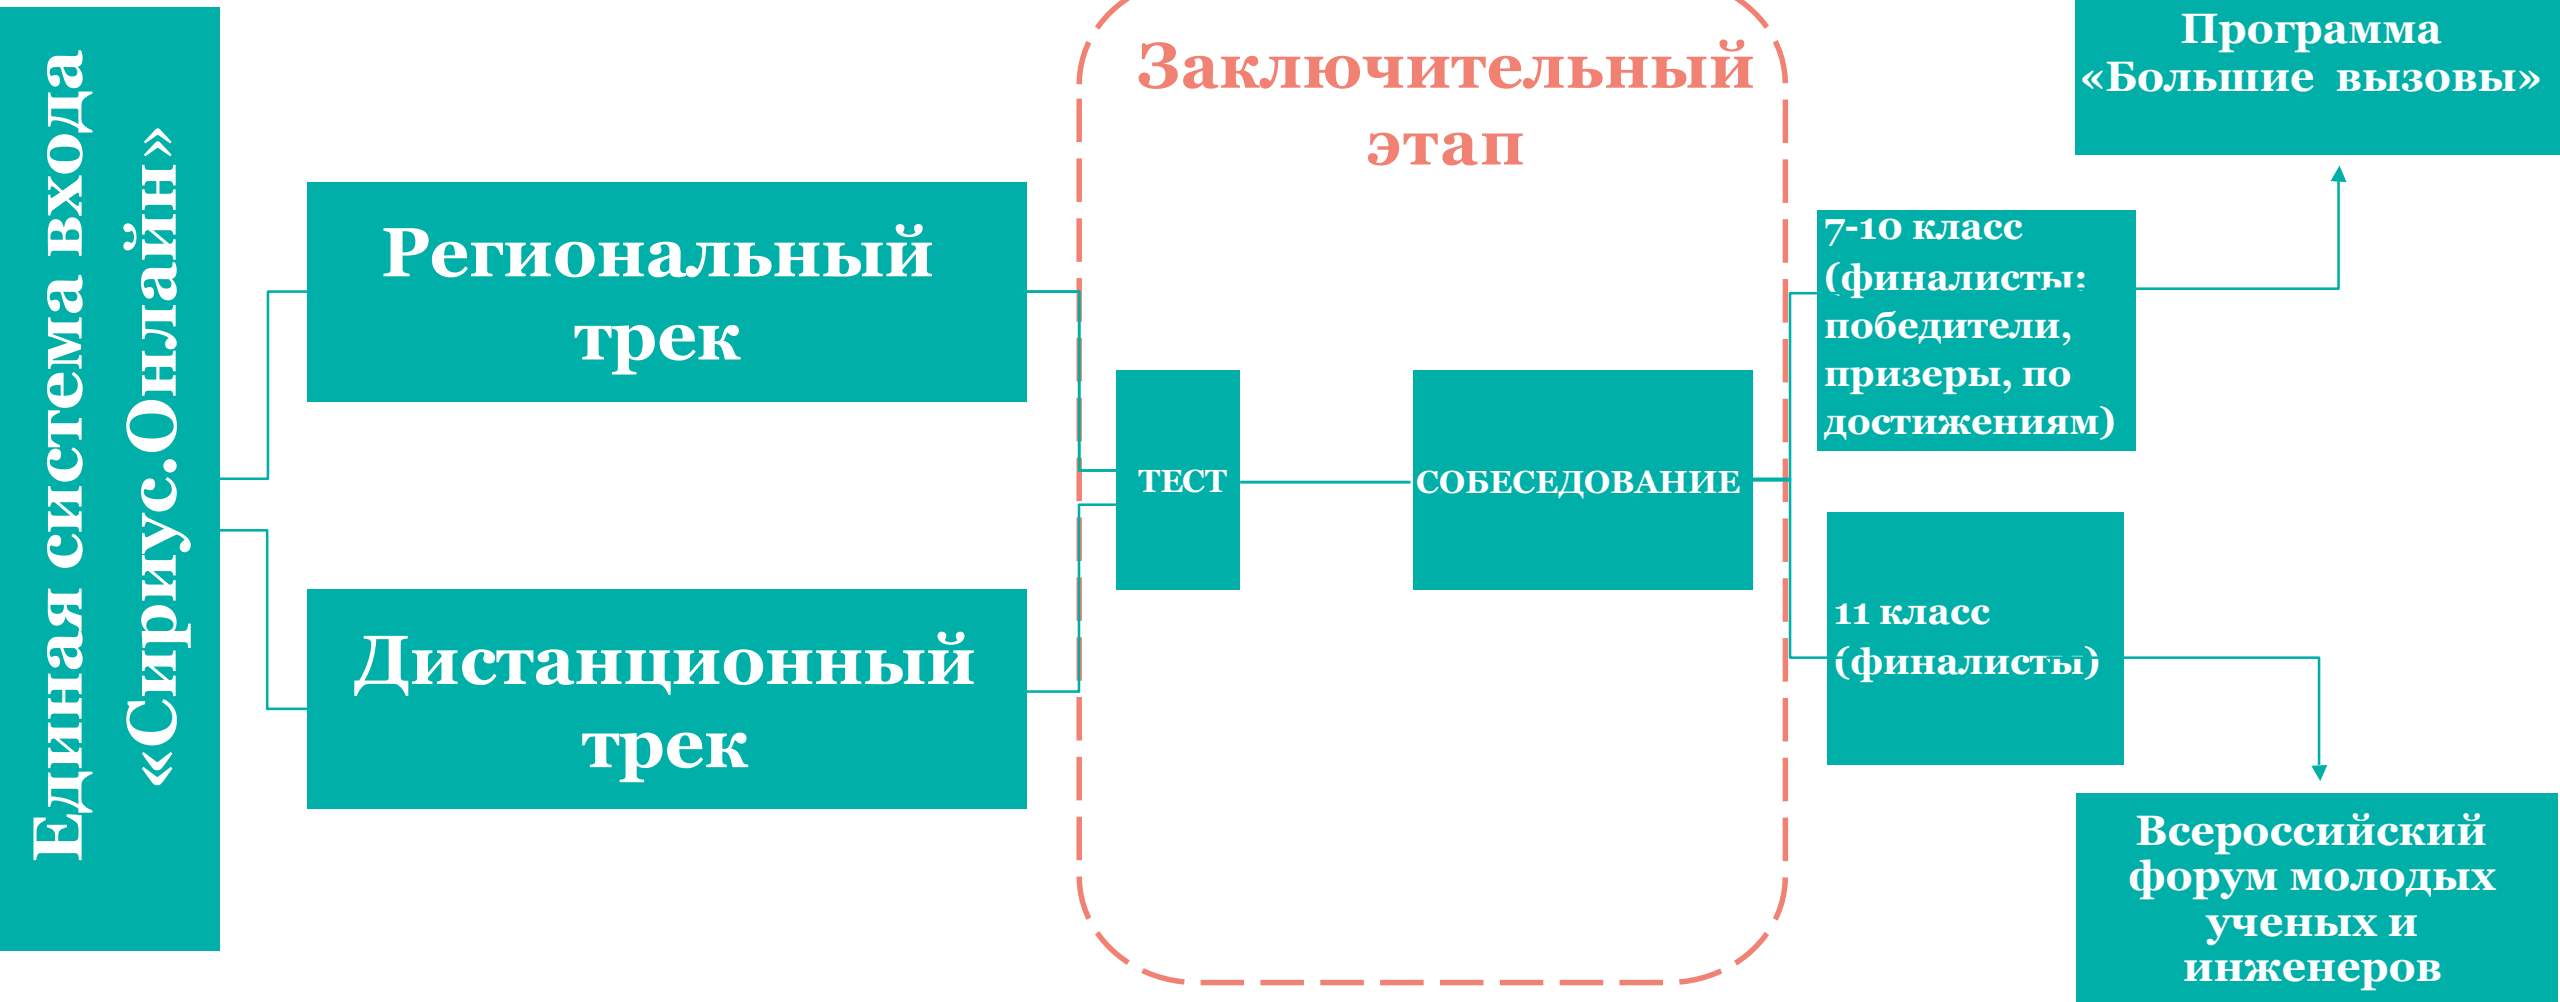 Единая система входа
«Сириус.Онлайн»
Региональный
трек
Дистанционный
трек
Заключительный
этап
ТЕСТ
СОБЕСЕДОВАНИЕ
7-10 класс
(финалисты:
победители,
призеры, по
достижениям)
11 класс
(финалисты)
Программа
«Большие вызовы»
Всероссийский
форум молодых
ученых и
инженеров